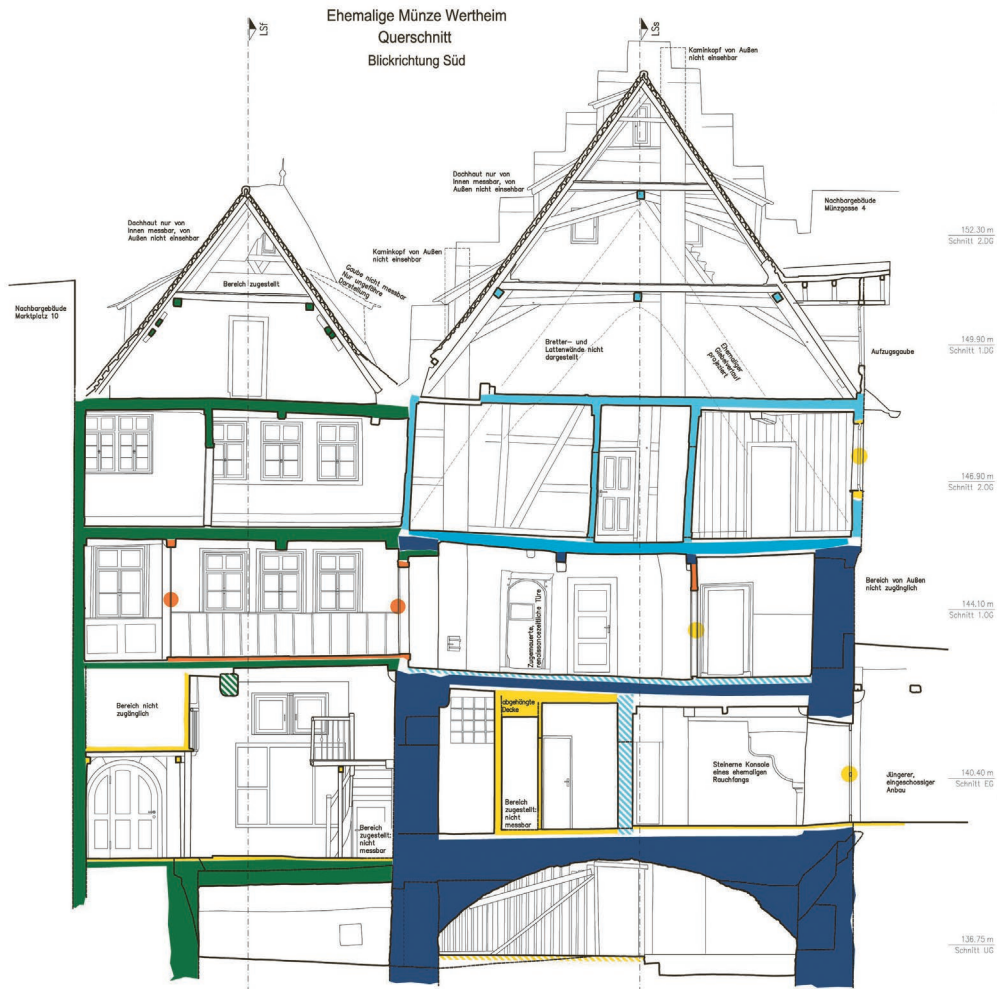 Ehemalige Münze Wertheim
Querschnitt
Blickrichtung Süd
LSf
LSs
Kaminkopf von Außen
nicht einsehbar
Dachhaut nur von
Innen messbar, von
Außen nicht einsehbar
Nachbargebäude
Münzgasse 4
Dachhaut nur von
Innen messbar, von
Außen nicht einsehbar
Kaminkopf von Außen
nicht einsehbar
152.30 m
Schnitt 2.DG
Gaube nicht messbar
Nur ungefähre
Darstellung
Bereich zugestellt
Nachbargebäude
Marktplatz 10
Bretter- und
Lattenwände nicht
dargestellt
Ehemaliger
Giebelverlauf
projeziert
Aufzugsgaube
149.90 m
Schnitt 1.DG
146.90 m
Schnitt 2.OG
Bereich von Außen
nicht zugänglich
Zugemauerte,
renaissancezeitliche Türe
144.10 m
Schnitt 1.OG
Bereich nicht
zugänglich
abgehängte
Decke
Steinerne Konsole
eines ehemaligen
Rauchfangs
Jüngerer,
eingeschossiger
Anbau
140.40 m
Schnitt EG
Bereich
zugestellt:
nicht
messbar
Bereich
zugestellt:
nicht
messbar
136.75 m
Schnitt UG